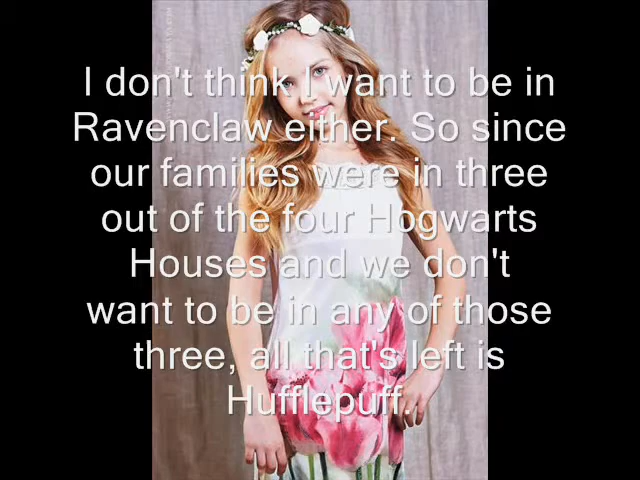 I don't think I want to be in
Ravenclaw either. So since
our families were in three
out of the four Hogwarts
Houses and we don't
want to be in any of those
three, all that's left is
Hufflepuff.